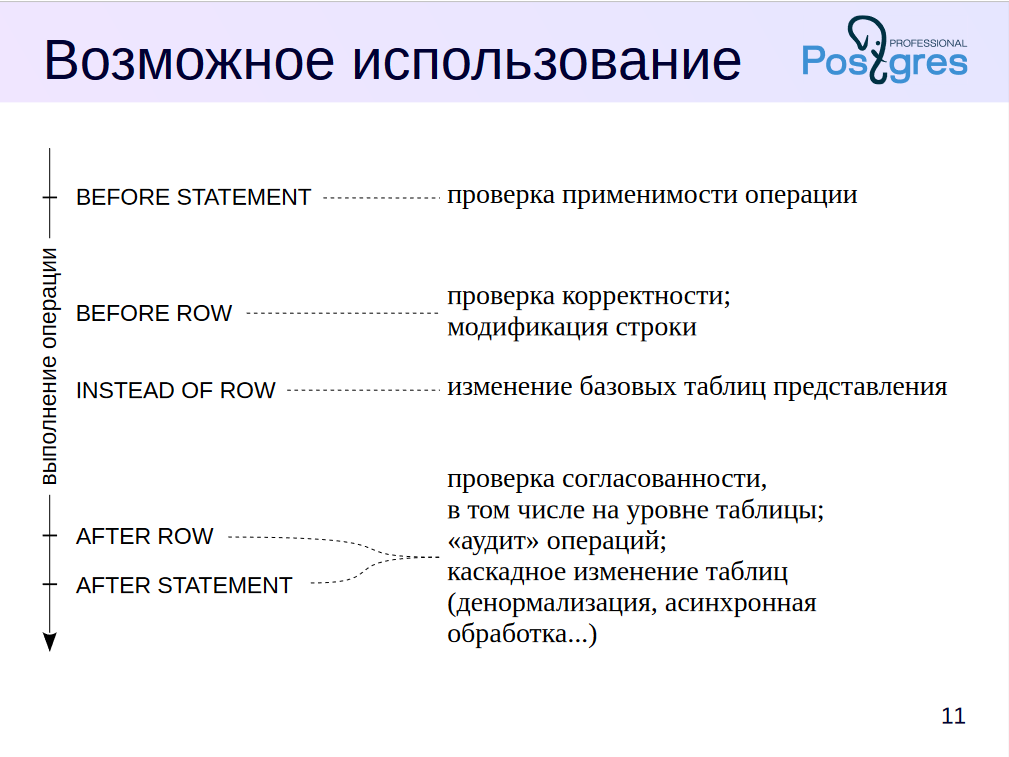 Возможное использование
PROFESSIONAL
Postgres
выполнение операции
BEFORE STATEMENT
проверка применимости операции
BEFORE ROW
проверка корректности;
модификация строки
INSTEAD OF ROW
изменение базовых таблиц представления
AFTER ROW
AFTER STATEMENT
проверка согласованности,
в том числе на уровне таблицы;
«аудит» операций;
каскадное изменение таблиц
(денормализация, асинхронная
обработка...)
11